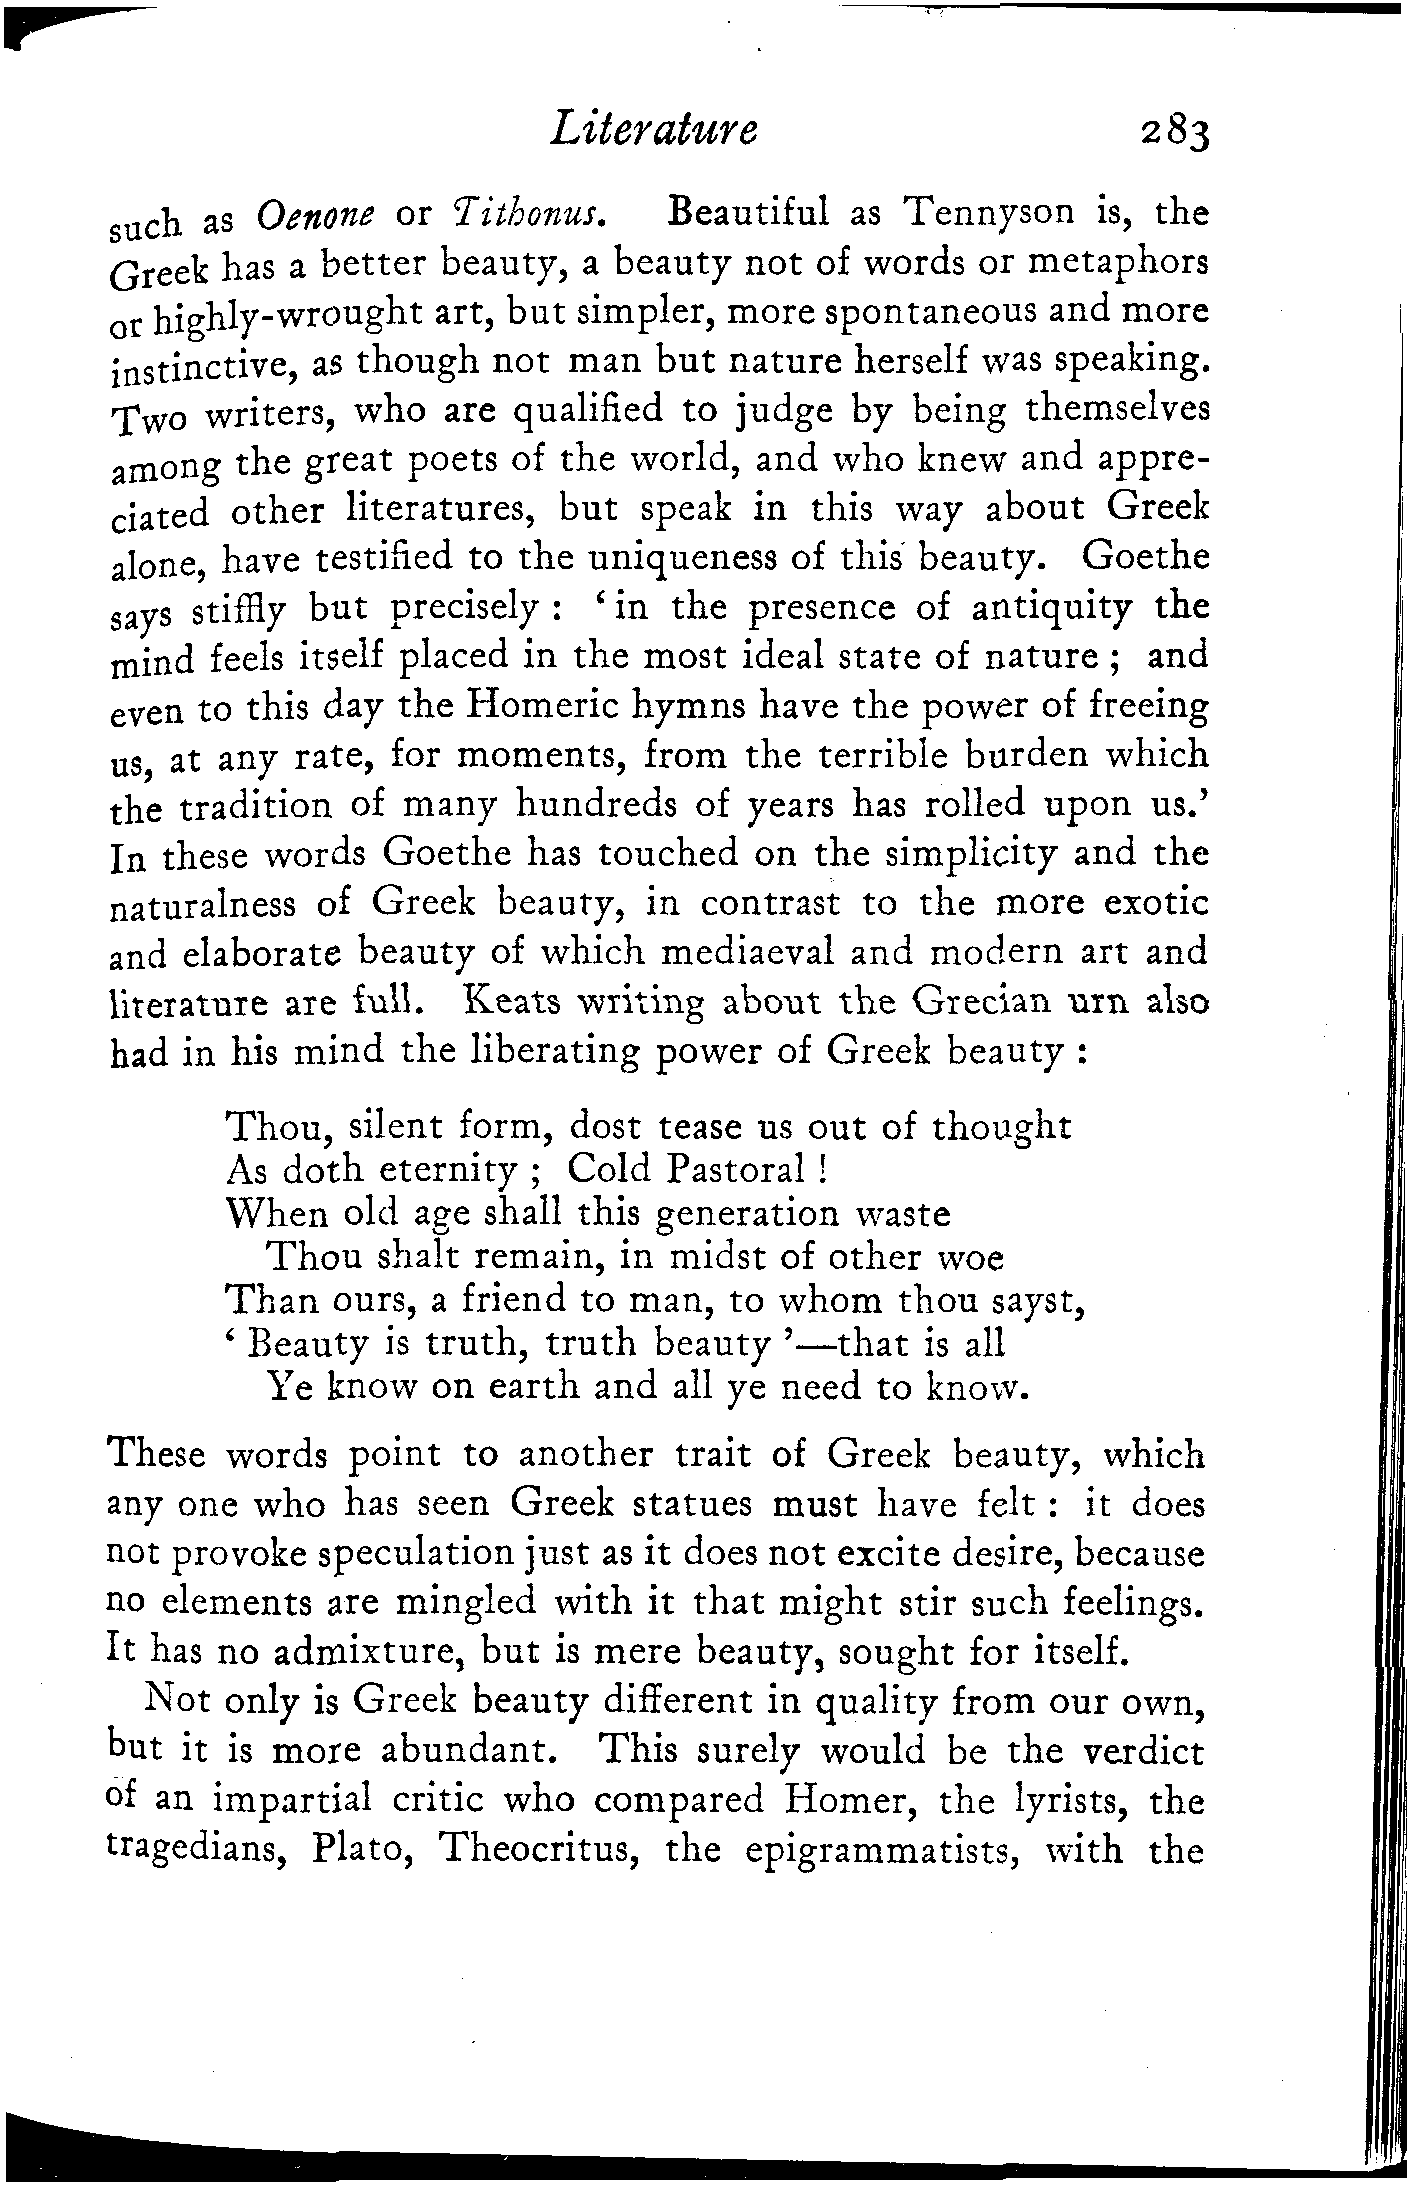 Literature 283
such as Oenone or Tithonus. Beautiful as Tennyson is, the
Greek has a better beauty, a beauty not of words or metaphors
or highly-wrought art, but simpler, more spontaneous and more
instinctive, as though not man but nature herself was speaking.
Two writers, who are qualified to judge by being themselves
among the great poets of the world, and who knew and appre-
ciated other literatures, but speak in this way about Greek
alone, have testified to the uniqueness of this beauty. Goethe
says stiffly but precisely : ‘ in the presence of antiquity the
mind feels itself placed in the most ideal state of nature ; and
even to this day the Homeric hymns have the power of freeing
us, at any rate, for moments, from the terrible burden which
the tradition of many hundreds of years has rolled upon us.’
In these words Goethe has touched on the simplicity and the
naturalness of Greek beauty, in contrast to the more exotic
and elaborate beauty of which mediaeval and modern art and
literature are full. Keats writing about the Grecian urn also
had in his mind the liberating power of Greek beauty :
Thou, silent form, dost tease us out of thought
As doth eternity ; Cold Pastoral !
When old age shall this generation waste
Thou shalt remain, in midst of other woe
Than ours, a friend to man, to whom thou sayst,
‘ Beauty is truth, truth beauty ’—that is all
Ye know on earth and all ye need to know.
These words point to another trait of Greek beauty, which
any one who has seen Greek statues must have felt : it does
not provoke speculation just as it does not excite desire, because
no elements are mingled with it that might stir such feelings.
It has no admixture, but is mere beauty, sought for itself.
Not only is Greek beauty different in quality from our own,
but it is more abundant. This surely would be the verdict
of an impartial critic who compared Homer, the lyrists, the
tragedians, Plato, Theocritus, the epigrammatists, with the